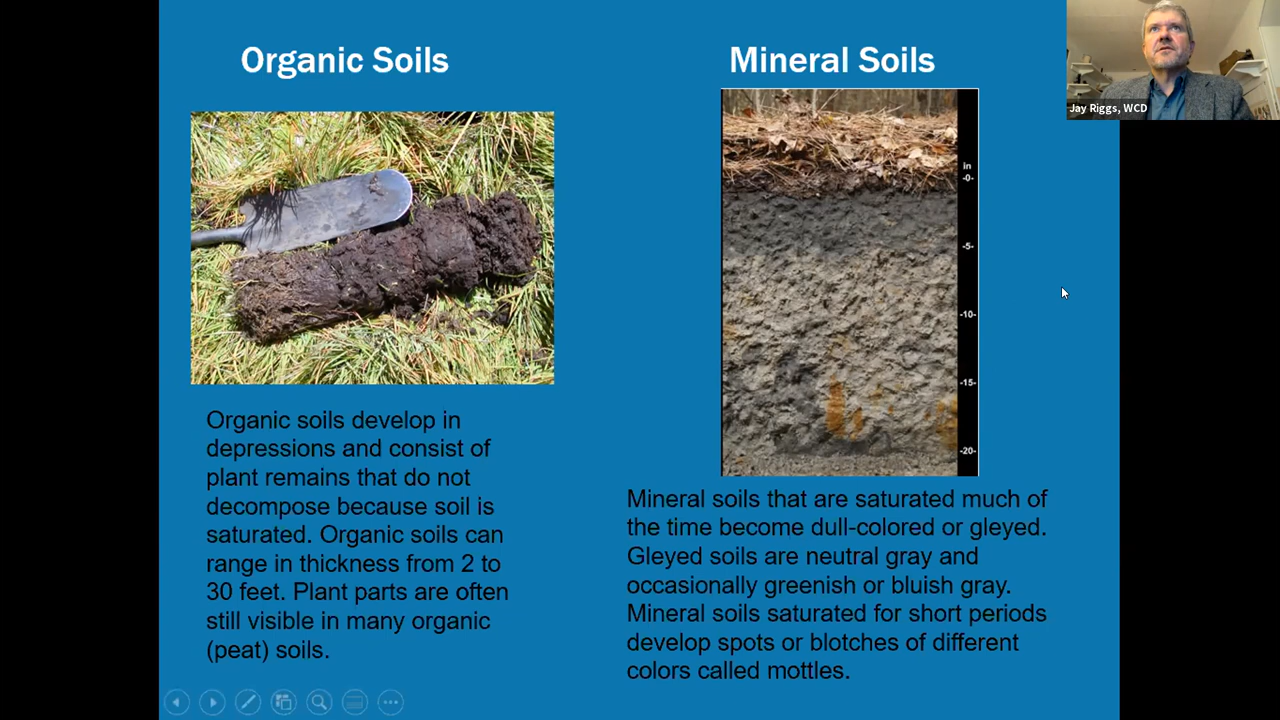 Organic Soils
Mineral Soils
Jay Riggs, WCD
in
-0-
-5-
-10-
-15-
-20-
Organic soils develop in
depressions and consist of
plant remains that do not
decompose because soil is
saturated. Organic soils can
range in thickness from 2 to
30 feet. Plant parts are often
still visible in many organic
(peat) soils.
Mineral soils that are saturated much of
the time become dull-colored or gleyed.
Gleyed soils are neutral gray and
occasionally greenish or bluish gray.
Mineral soils saturated for short periods
develop spots or blotches of different
colors called mottles.